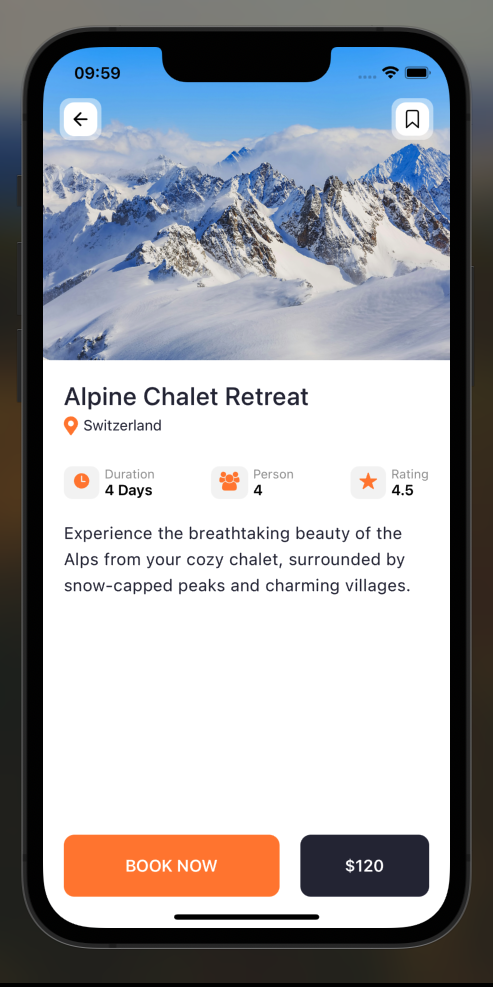 09:59
Alpine Chalet Retreat
Switzerland
Duration
4 Days
Person
4
Rating
4.5
Experience the breathtaking beauty of the
Alps from your cozy chalet, surrounded by
snow-capped peaks and charming villages.
BOOK NOW
$120